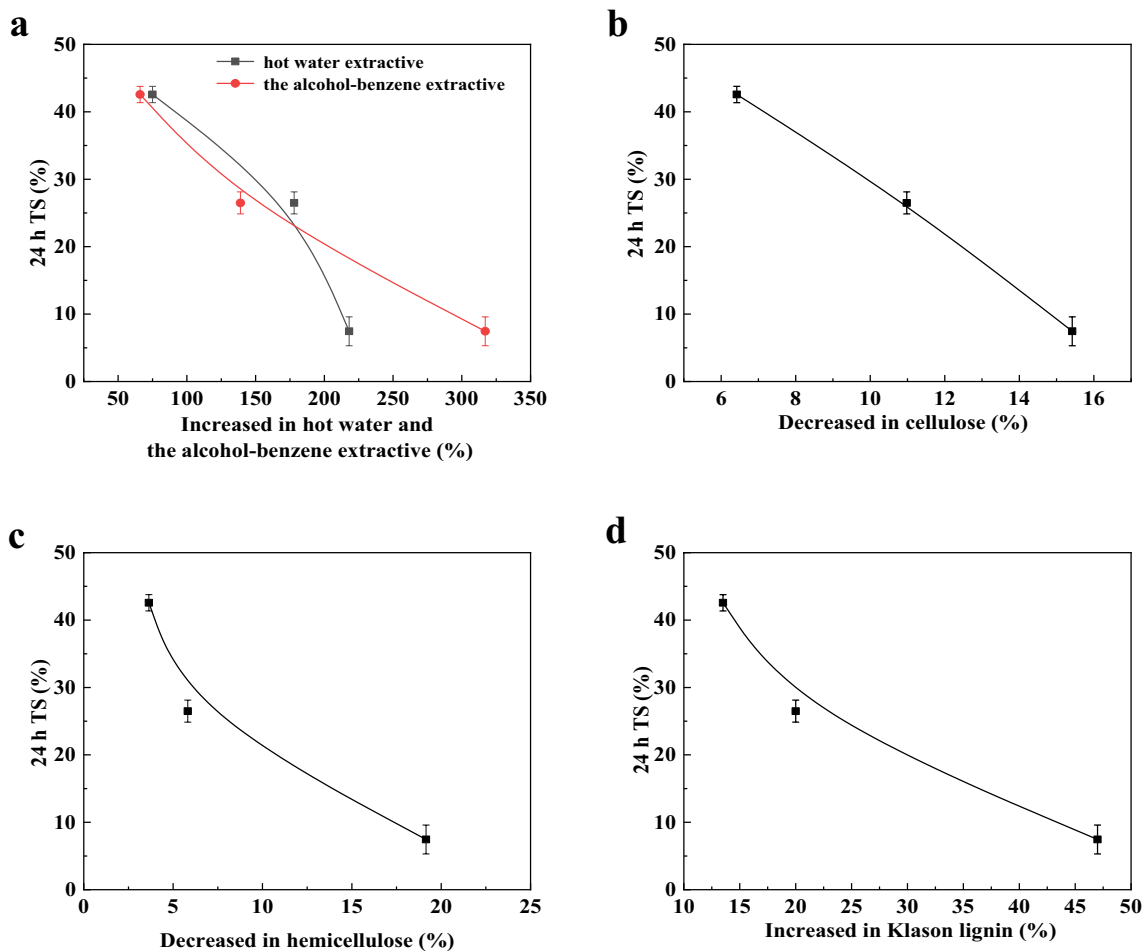 a
50
40
30
20
10
0
24 h TS (%)
hot water extractive
the alcohol-benzene extractive
50 100 150 200 250 300 350
Increased in hot water and
the alcohol-benzene extractive (%)
b
50
40
30
20
10
0
24 h TS (%)
6 8 10 12 14 16
Decreased in cellulose (%)
c
50
40
30
20
10
0
24 h TS (%)
0 5 10 15 20 25
Decreased in hemicellulose (%)
d
50
40
30
20
10
0
24 h TS (%)
10 15 20 25 30 35 40 45 50
Increased in Klason lignin (%)